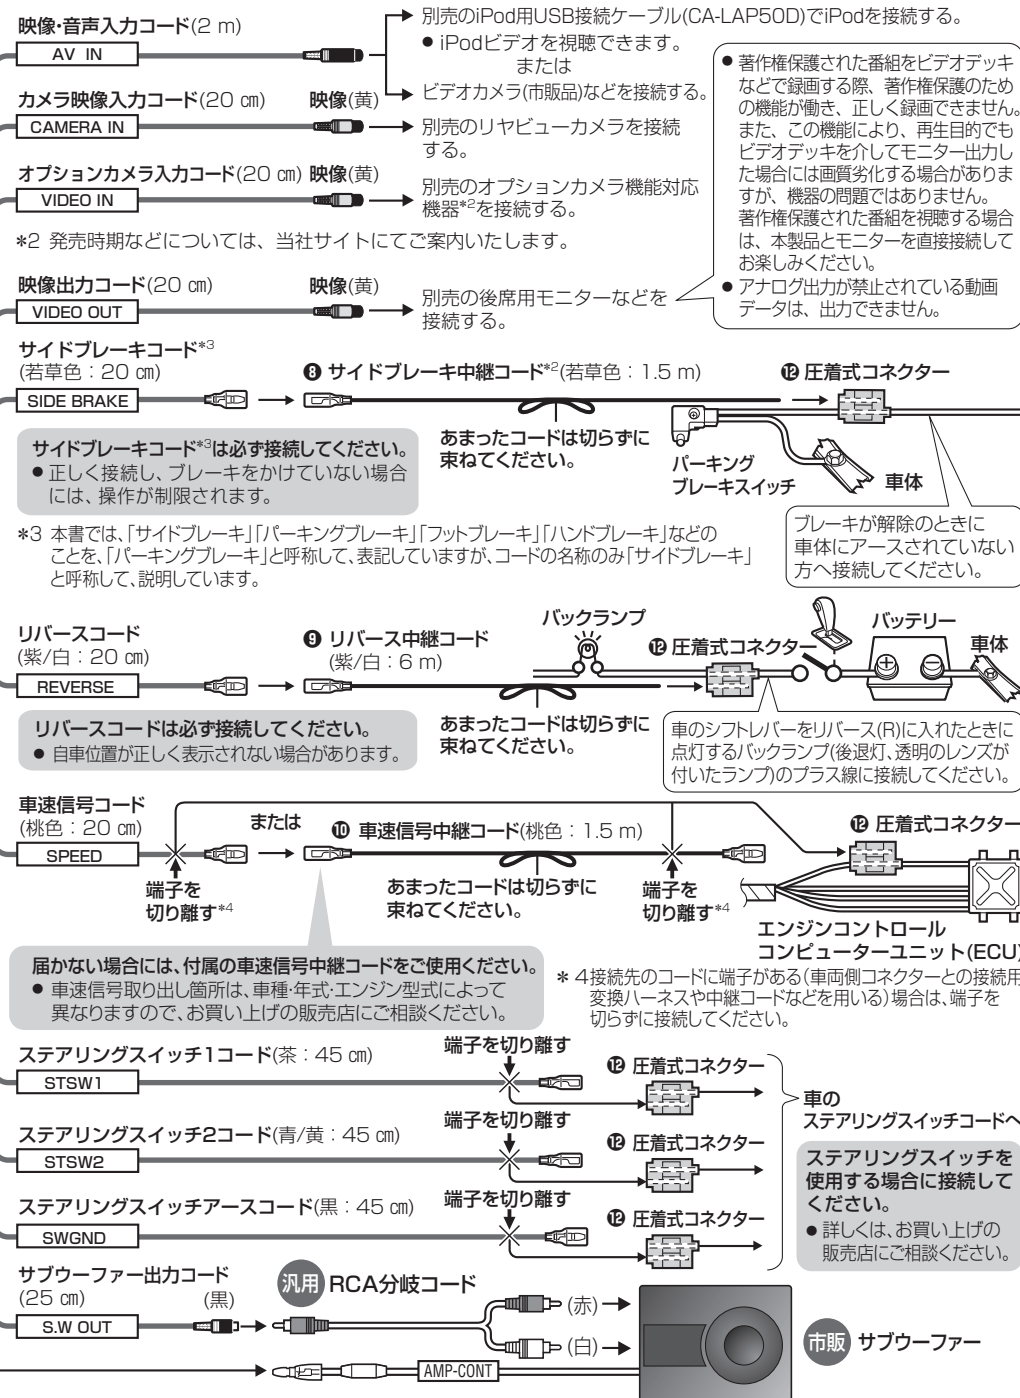 映像・音声入力コード(2 m)
AV IN
別売のiPod用USB接続ケーブル(CA-LAP50D)でiPodを接続する。
● iPodビデオを視聴できます。
または
ビデオカメラ(市販品)などを接続する。
カメラ映像入力コード(20 ㎝) 映像(黄)
CAMERA IN
別売のリヤビューカメラを接続
する。
オプションカメラ入力コード(20 ㎝) 映像(黄)
VIDEO IN
別売のオプションカメラ機能対応
機器*2を接続する。
*2 発売時期などについては、当社サイトにてご案内いたします。
映像出力コード(20 ㎝) 映像(黄)
VIDEO OUT
別売の後席用モニターなどを
接続する。
● 著作権保護された番組をビデオデッキ
などで録画する際、著作権保護のため
の機能が働き、正しく録画できません。
また、この機能により、再生目的でも
ビデオデッキを介してモニター出力し
た場合には画質劣化する場合がありま
すが、機器の問題ではありません。
著作権保護された番組を視聴する場合
は、本製品とモニターを直接接続して
お楽しみください。
● アナログ出力が禁止されている動画
データは、出力できません。
サイドブレーキコード*3
(若草色：20 ㎝)
SIDE BRAKE
❽ サイドブレーキ中継コード*2(若草色：1.5 m)
⓬ 圧着式コネクター
あまったコードは切らずに
束ねてください。
パーキング
ブレーキスイッチ
車体
サイドブレーキコード*3は必ず接続してください。
● 正しく接続し、ブレーキをかけていない場合
には、操作が制限されます。
ブレーキが解除のときに
車体にアースされていない
方へ接続してください。
*3 本書では、「サイドブレーキ」「パーキングブレーキ」「フットブレーキ」「ハンドブレーキ」などの
ことを、「パーキングブレーキ」と呼称して、表記していますが、コードの名称のみ「サイドブレーキ」
と呼称して、説明しています。
リバースコード
(紫/白：20 ㎝)
REVERSE
❾ リバース中継コード
(紫/白：6 m)
バックランプ
⓬ 圧着式コネクター
バッテリー
車体
あまったコードは切らずに
束ねてください。
リバースコードは必ず接続してください。
● 自車位置が正しく表示されない場合があります。
車のシフトレバーをリバース(R)に入れたときに
点灯するバックランプ(後退灯、透明のレンズが
付いたランプ)のプラス線に接続してください。
車速信号コード
(桃色：20 ㎝)
SPEED
または
❿ 車速信号中継コード(桃色：1.5 m)
⓬ 圧着式コネクター
端子を
切り離す*4
あまったコードは切らずに
束ねてください。
端子を
切り離す*4
エンジンコントロール
コンピューターユニット(ECU)
届かない場合には、付属の車速信号中継コードをご使用ください。
● 車速信号取り出し箇所は、車種・年式・エンジン型式によって
異なりますので、お買い上げの販売店にご相談ください。
* 4接続先のコードに端子がある(車両側コネクターとの接続用
変換ハーネスや中継コードなどを用いる)場合は、端子を
切らずに接続してください。
ステアリングスイッチ1コード(茶：45 ㎝)
STSW1
端子を切り離す
⓬ 圧着式コネクター
ステアリングスイッチ2コード(青/黄：45 ㎝)
STSW2
端子を切り離す
⓬ 圧着式コネクター
ステアリングスイッチアースコード(黒：45 ㎝)
SWGND
端子を切り離す
⓬ 圧着式コネクター
車の
ステアリングスイッチコードへ
ステアリングスイッチを
使用する場合に接続して
ください。
● 詳しくは、お買い上げの
販売店にご相談ください。
サブウーファー出力コード
(25 ㎝) (黒)
S.W OUT
汎用 RCA分岐コード
(赤)
(白)
AMP-CONT
市販 サブウーファー